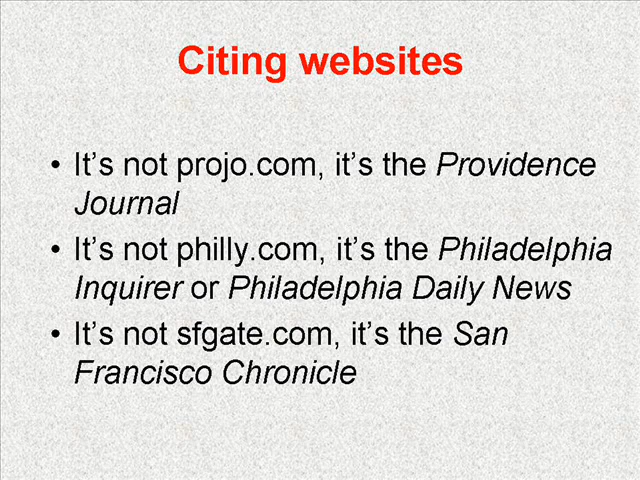 Citing websites
• It's not projo.com, it's the Providence
Journal
• It's not philly.com, it's the Philadelphia
Inquirer or Philadelphia Daily News
• It's not sfgate.com, it's the San
Francisco Chronicle